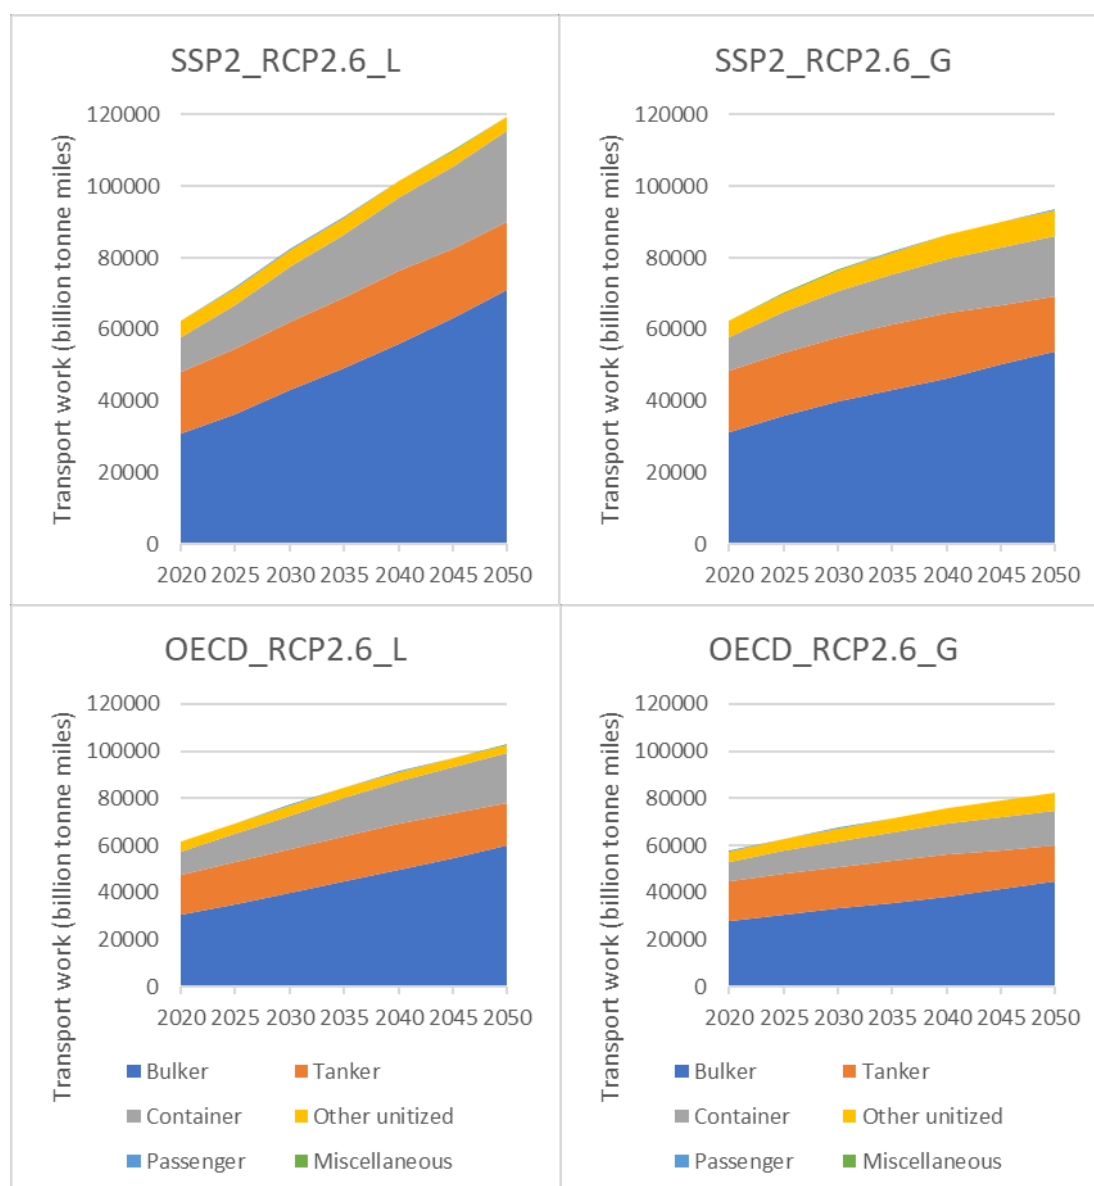 SSP2_RCP2.6_L
Transport work (billion tonne miles)
120000
100000
80000
60000
40000
20000
0
2020 2025 2030 2035 2040 2045 2050
SSP2_RCP2.6_G
Transport work (billion tonne miles)
120000
100000
80000
60000
40000
20000
0
2020 2025 2030 2035 2040 2045 2050
OECD_RCP2.6_L
Transport work (billion tonne miles)
120000
100000
80000
60000
40000
20000
0
2020 2025 2030 2035 2040 2045 2050
Bulker Tanker
Container Other unitized
Passenger Miscellaneous
OECD_RCP2.6_G
Transport work (billion tonne miles)
120000
100000
80000
60000
40000
20000
0
2020 2025 2030 2035 2040 2045 2050
Bulker Tanker
Container Other unitized
Passenger Miscellaneous